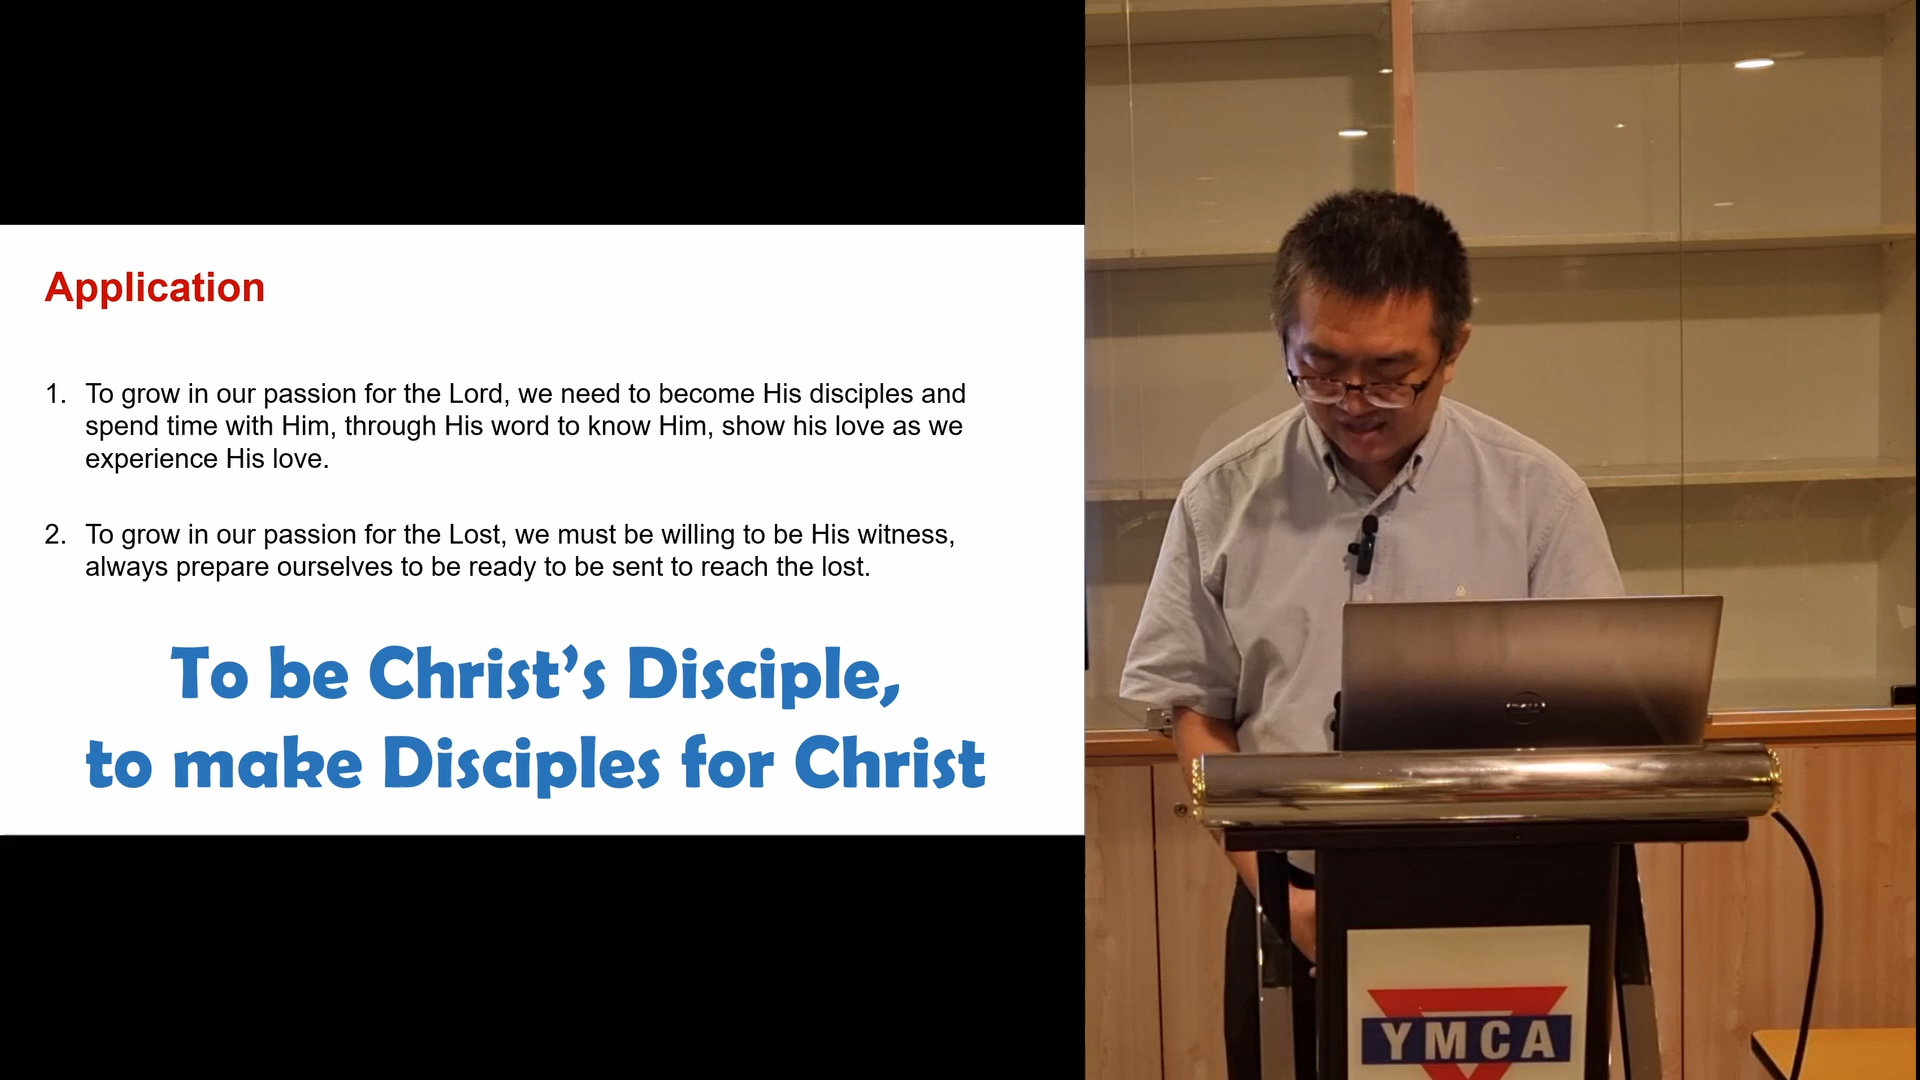 Application
1. To grow in our passion for the Lord, we need to become His disciples and
spend time with Him, through His word to know Him, show his love as we
experience His love.
2. To grow in our passion for the Lost, we must be willing to be His witness,
always prepare ourselves to be ready to be sent to reach the lost.
To be Christ’s Disciple,
to make Disciples for Christ
DELL
YMCA